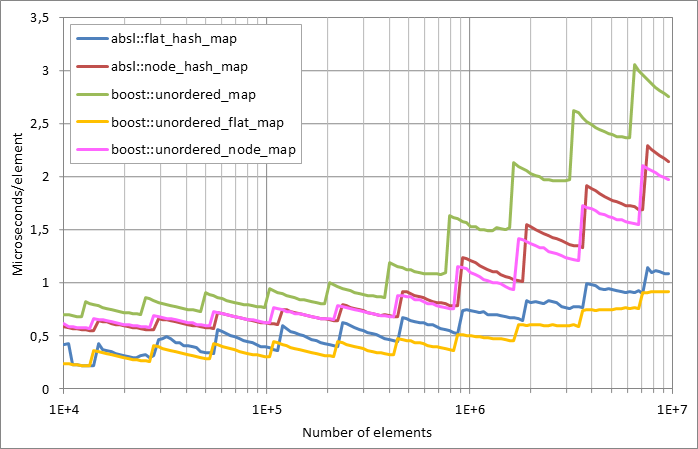 3,5
3
2,5
2
1,5
1
0,5
0
Microseconds/element
absl::flat_hash_map
absl::node_hash_map
boost::unordered_map
boost::unordered_flat_map
boost::unordered_node_map
1E+4 1E+5 1E+6 1E+7
Number of elements